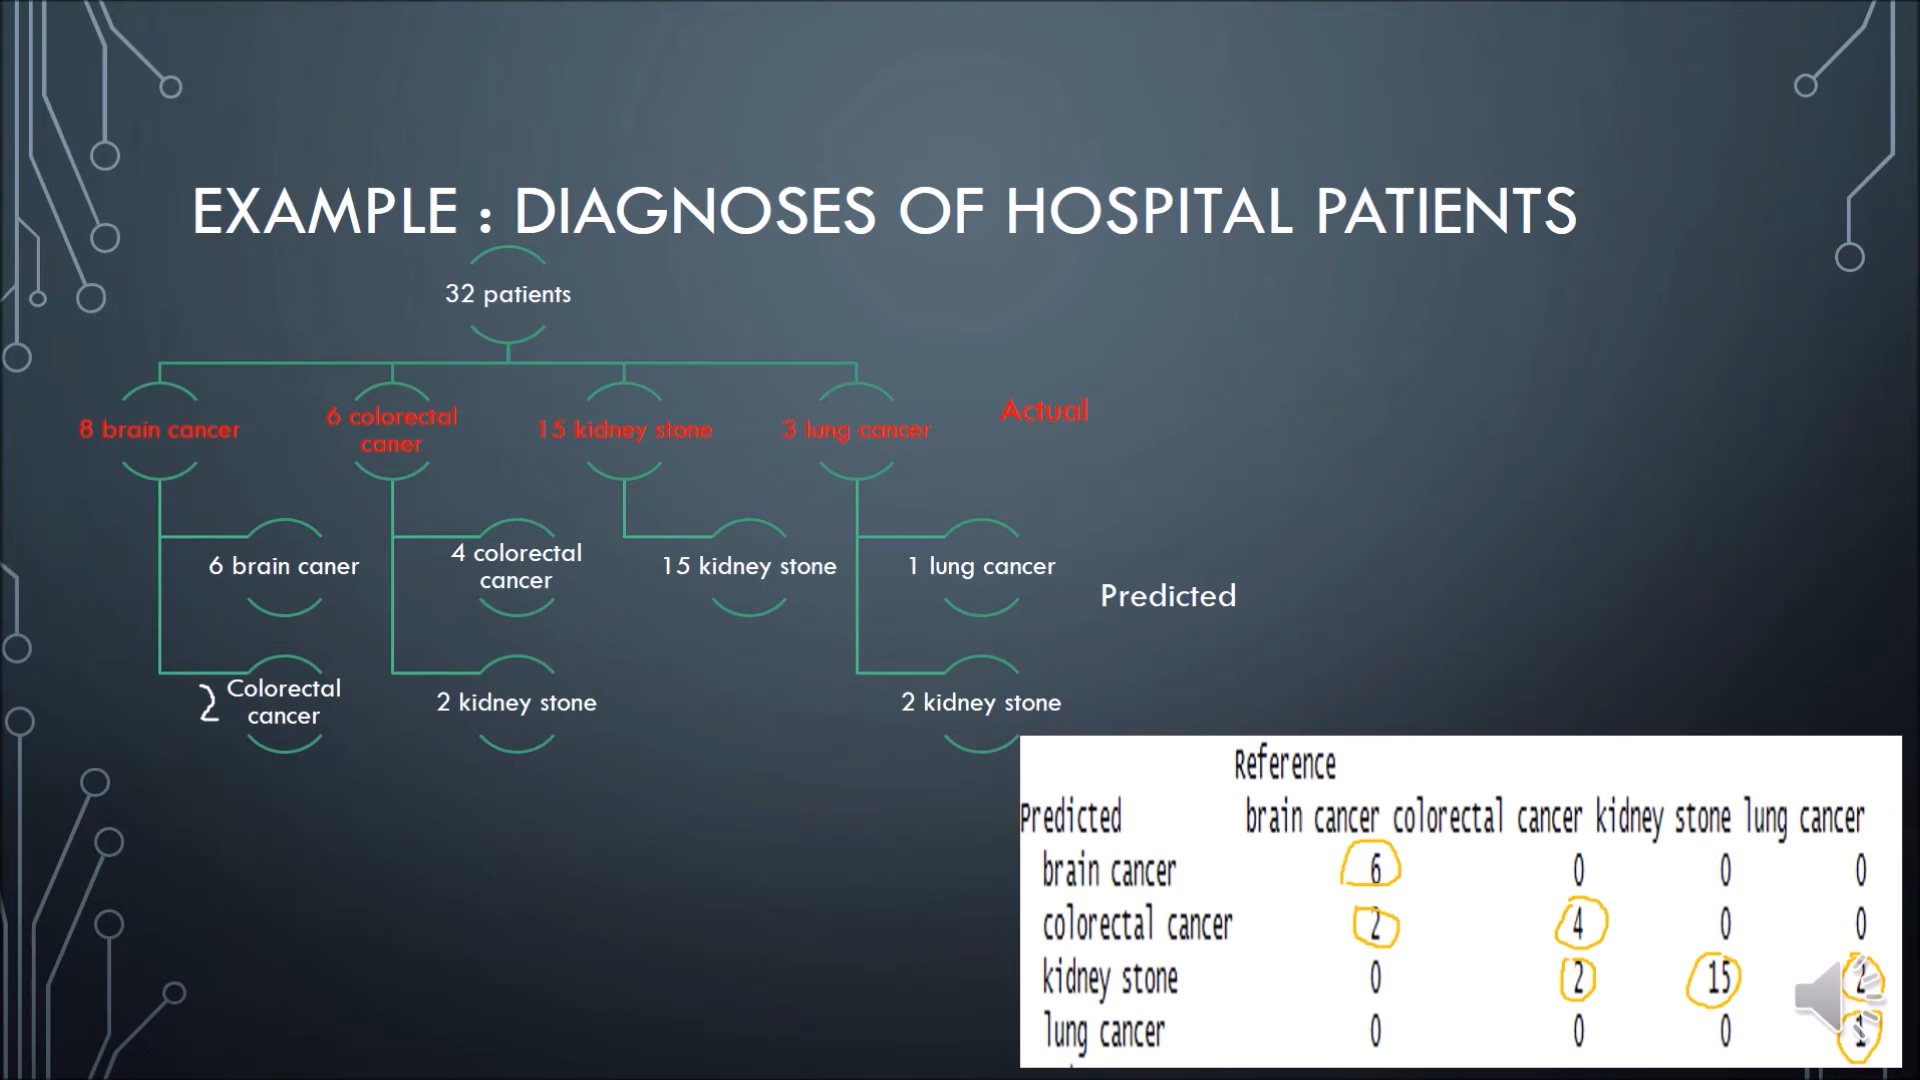 EXAMPLE : DIAGNOSES OF HOSPITAL PATIENTS
32 patients
8 brain cancer
6 colorectal
caner
15 kidney stone
3 lung cancer
Actual
6 brain caner
4 colorectal
cancer
15 kidney stone
1 lung cancer
Predicted
2 Colorectal
cancer
2 kidney stone
2 kidney stone
Reference
Predicted brain cancer colorectal cancer kidney stone lung cancer
brain cancer 6 0 0 0
colorectal cancer 2 4 0 0
kidney stone 0 2 15 2
lung cancer 0 0 0 1